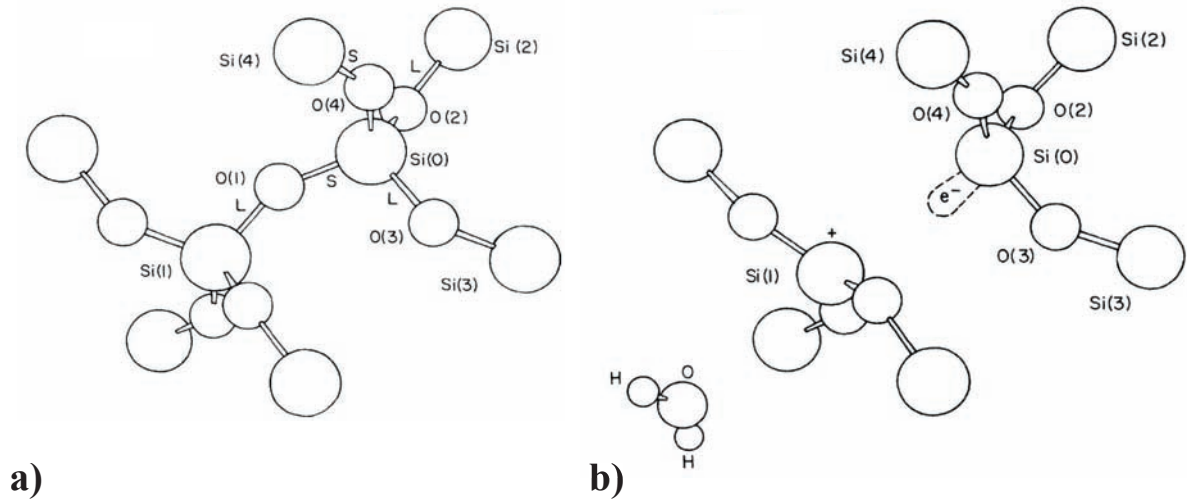 Si(4)
S
Si(2)
L
O(4)
O(2)
Si(0)
O(1)
S
L
L
O(3)
Si(1)
Si(3)
a)
Si(4)
Si(2)
O(4)
O(2)
Si(0)
e⁻
O(3)
+
Si(1)
Si(3)
H
O
H
b)